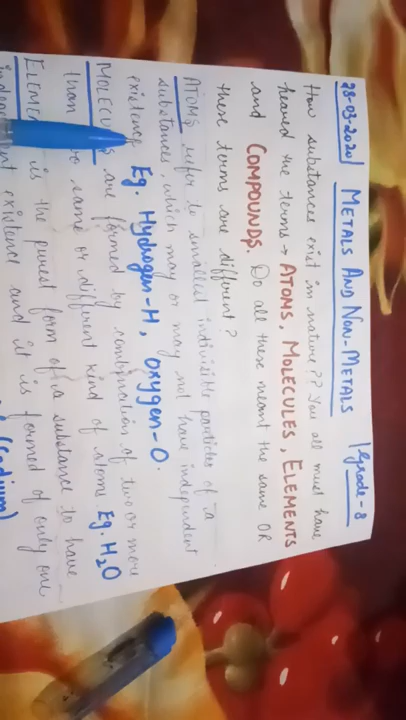 28-03-2020 METALS AND NON-METALS Grade-8
How substances exist in nature?? You all must have
heared the terms → ATOMS, MOLECULES, ELEMENTS
and COMPOUNDS. Do all these meant the same OR
these terms are different?
ATOMS refer to smallest indivisible particles of a
substances, which may or may not have independent
existence Eg. Hydrogen-H, Oxygen-O.
are formed by combination of two or more
than same or different kind of atoms Eg. H2O
is the purest form of a substance to have
existence and it is formed of only one
(Sodium)